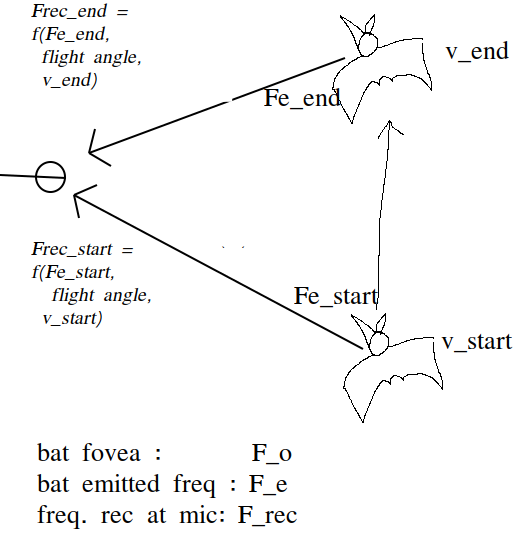 Frec_end =
f(Fe_end,
flight angle,
v_end)
v_end
Fe_end
Frec_start =
f(Fe_start,
flight angle,
v_start)
Fe_start
v_start
bat fovea : F_o
bat emitted freq : F_e
freq. rec at mic: F_rec